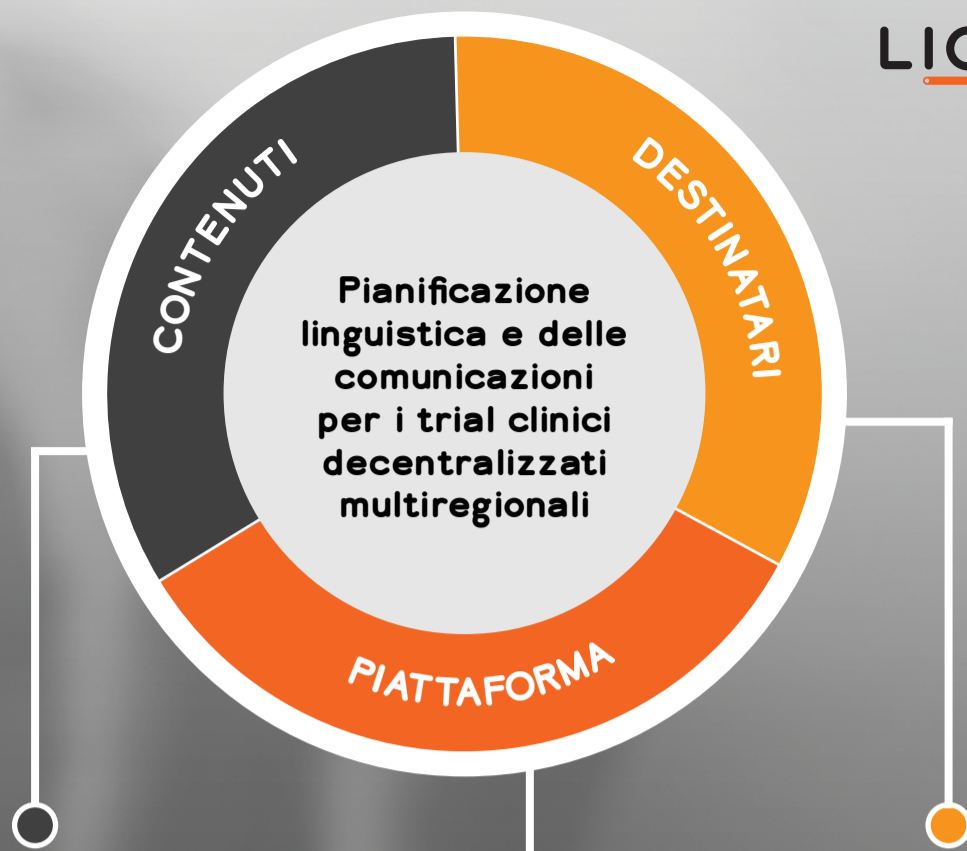 CONTENUTI
DESTINATARI
Pianificazione
linguistica e delle
comunicazioni
per i trial clinici
decentralizzati
multiregionali
PIATTAFORMA